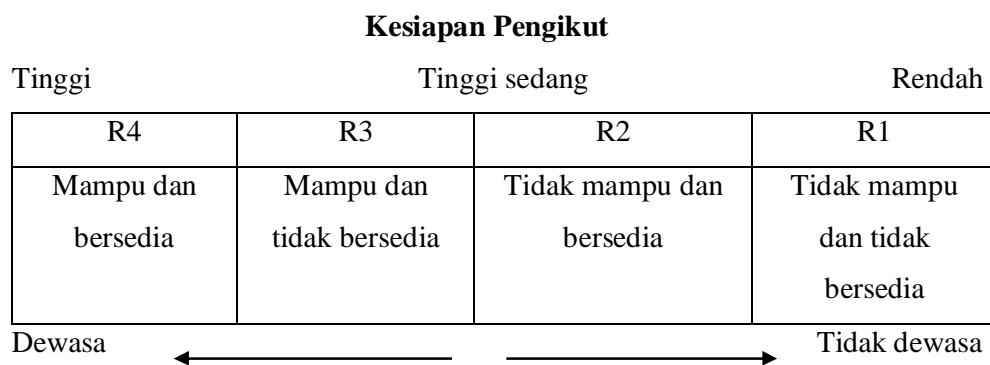 Kesiapan Pengikut
Tinggi Tinggi sedang Rendah
R4 R3 R2 R1
Mampu dan Mampu dan Tidak mampu dan Tidak mampu
bersedia tidak bersedia bersedia dan tidak
bersedia
Dewasa Tidak dewasa